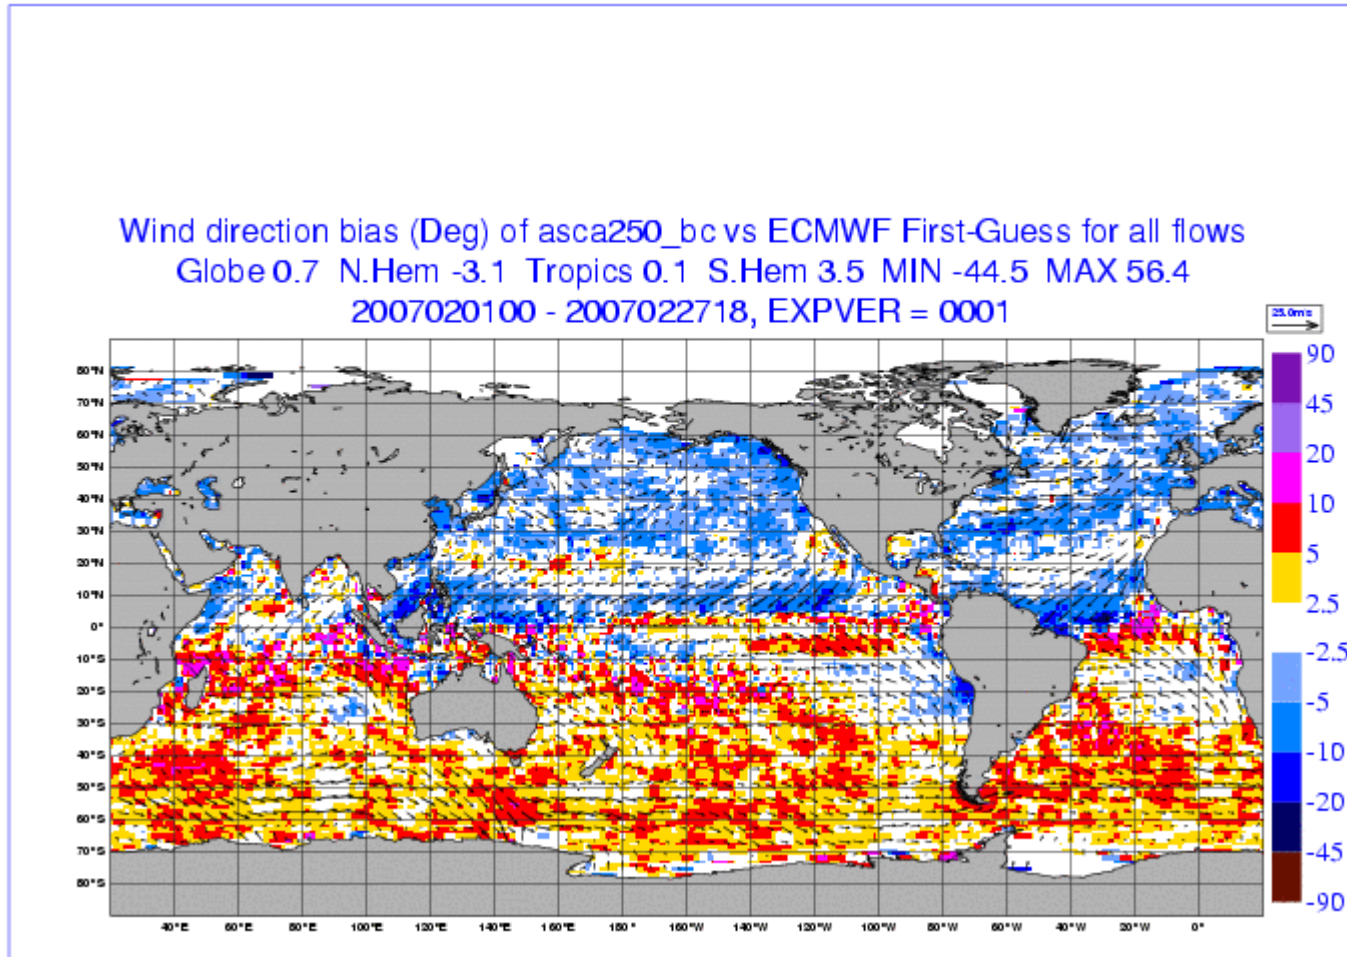 Wind direction bias (Deg) of asca250_bc vs ECMWF First-Guess for all flows
Globe 0.7 N.Hem -3.1 Tropics 0.1 S.Hem 3.5 MIN -44.5 MAX 56.4
2007020100 - 2007022718, EXPVER = 0001
25.0m/s
90
45
20
10
5
2.5
-2.5
-5
-10
-20
-45
-90
80°N
70°N
60°N
50°N
40°N
30°N
20°N
10°N
0°
10°S
20°S
30°S
40°S
50°S
60°S
70°S
80°S
40°E 60°E 80°E 100°E 120°E 140°E 160°E 180°W 160°W 140°W 120°W 100°W 80°W 60°W 40°W 20°W 0°